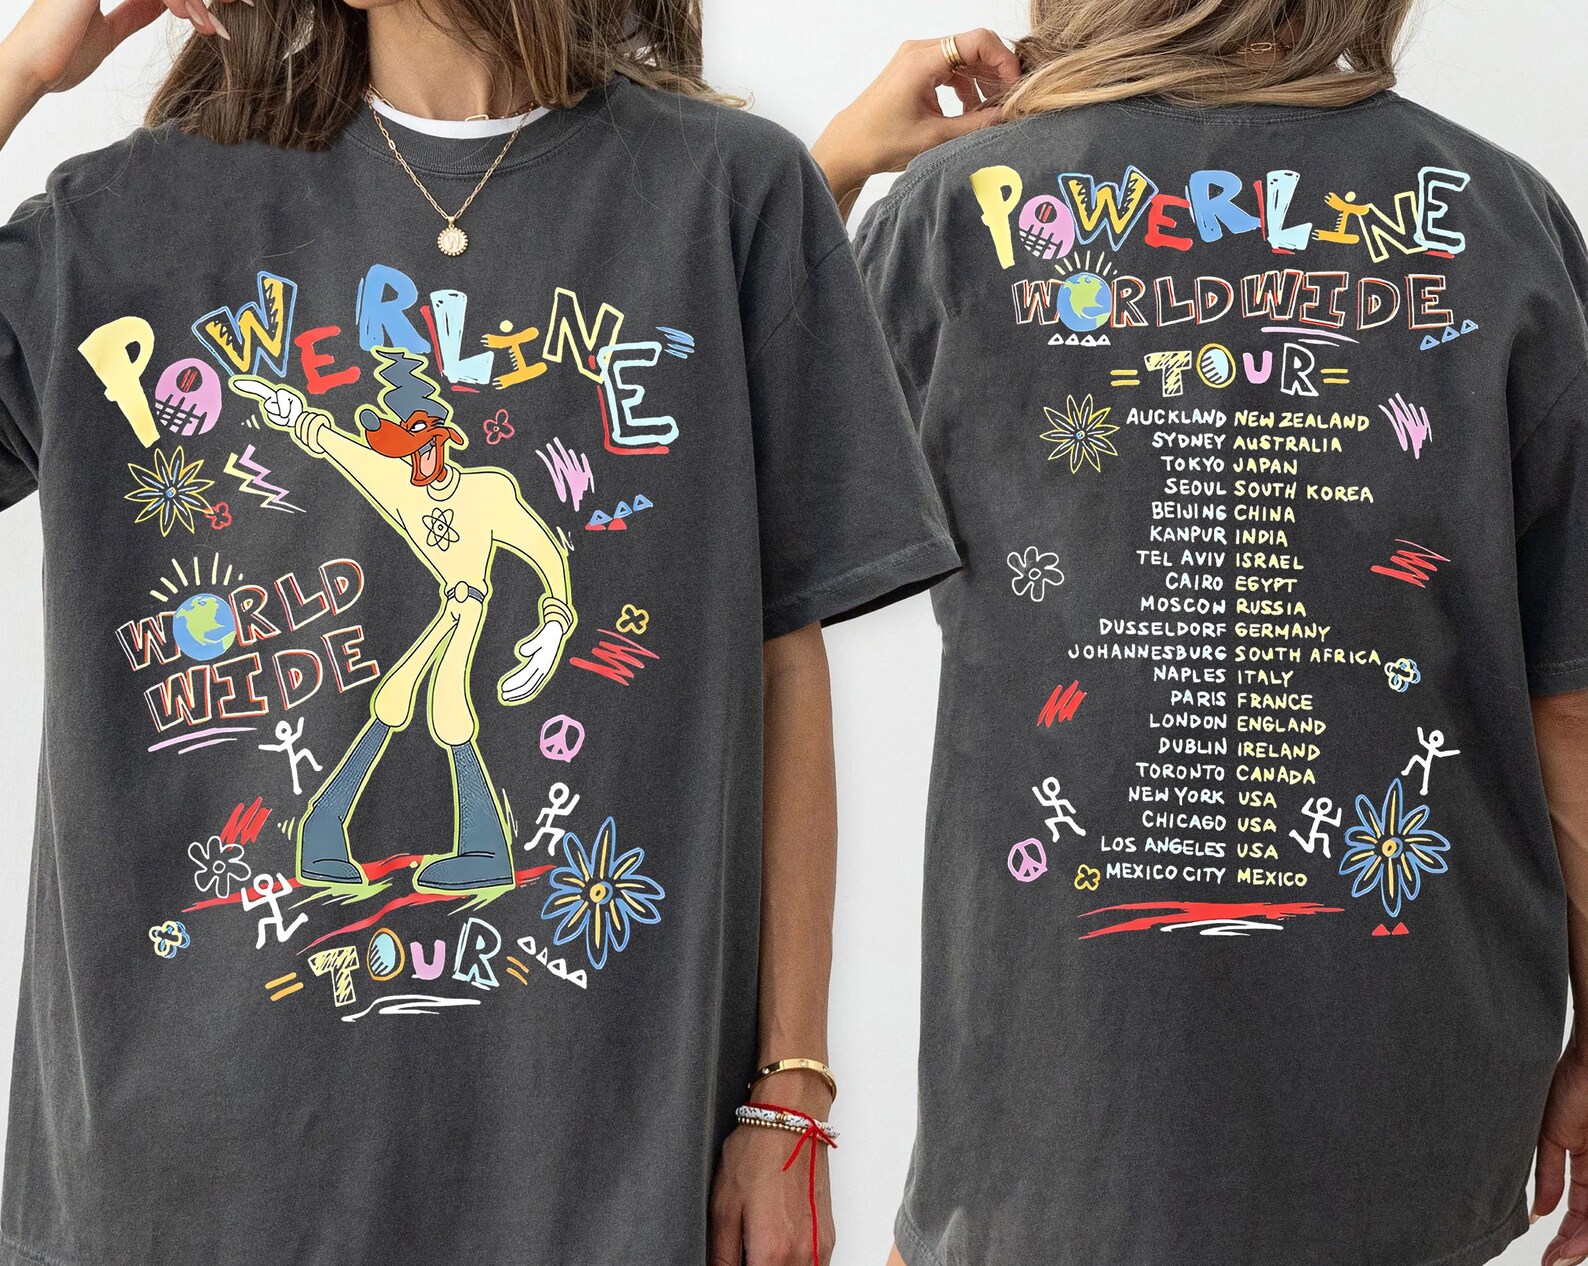 POWERLINE
WORLD
WIDE
TOUR
POWERLINE
WORLDWIDE
= TOUR =
AUCKLAND NEW ZEALAND
SYDNEY AUSTRALIA
TOKYO JAPAN
SEOUL SOUTH KOREA
BEIJING CHINA
KANPUR INDIA
TEL AVIV ISRAEL
CAIRO EGYPT
MOSCOW RUSSIA
DUSSELDORF GERMANY
JOHANNESBURG SOUTH AFRICA
NAPLES ITALY
PARIS FRANCE
LONDON ENGLAND
DUBLIN IRELAND
TORONTO CANADA
NEW YORK USA
CHICAGO USA
LOS ANGELES USA
MEXICO CITY MEXICO